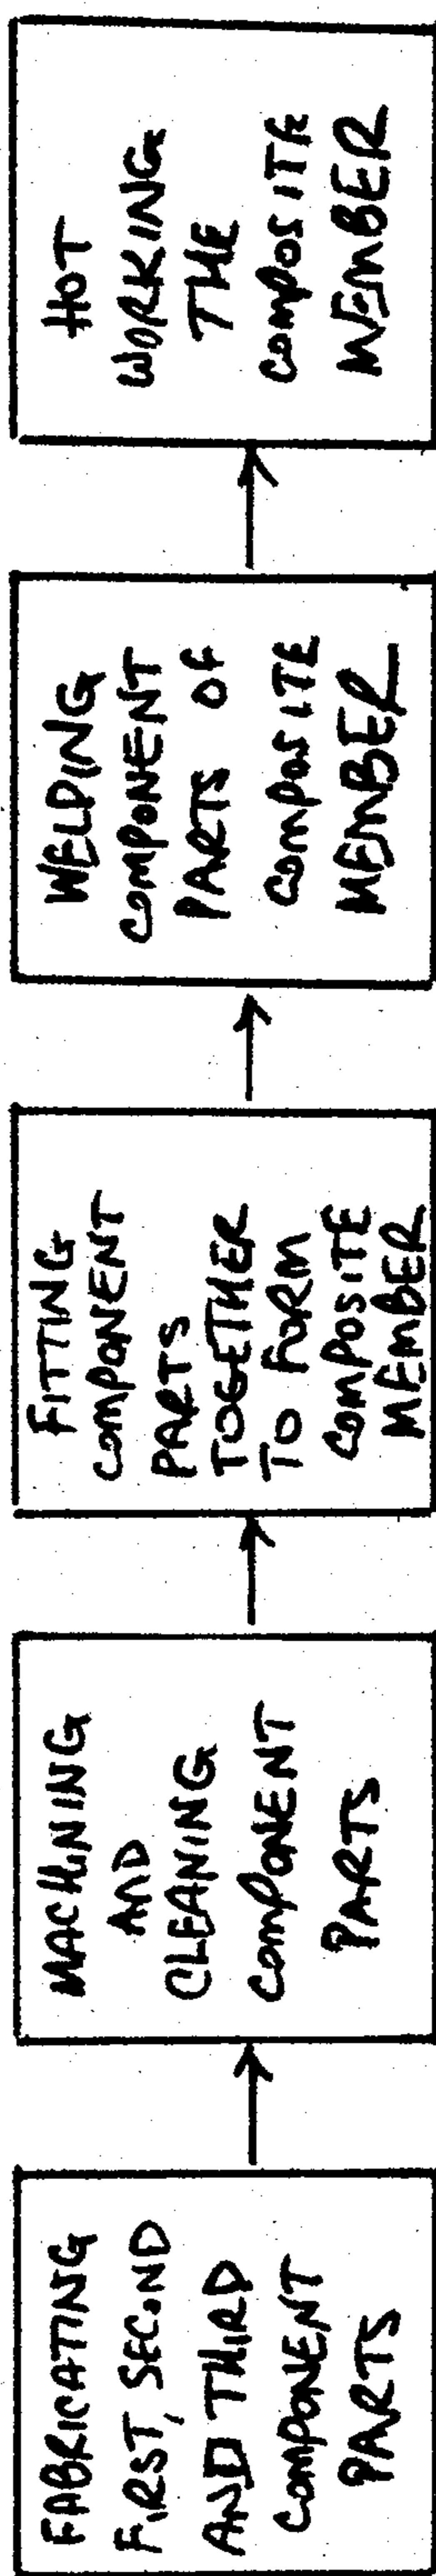 FABRICATING
FIRST, SECOND
AND THIRD
COMPONENT
PARTS
MACHINING
AND
CLEANING
COMPONENT
PARTS
FITTING
COMPONENT
PARTS
TOGETHER
TO FORM
COMPOSITE
MEMBER
WELDING
COMPONENT
PARTS OF
COMPOSITE
MEMBER
HOT
WORKING
THE
COMPOSITE
MEMBER